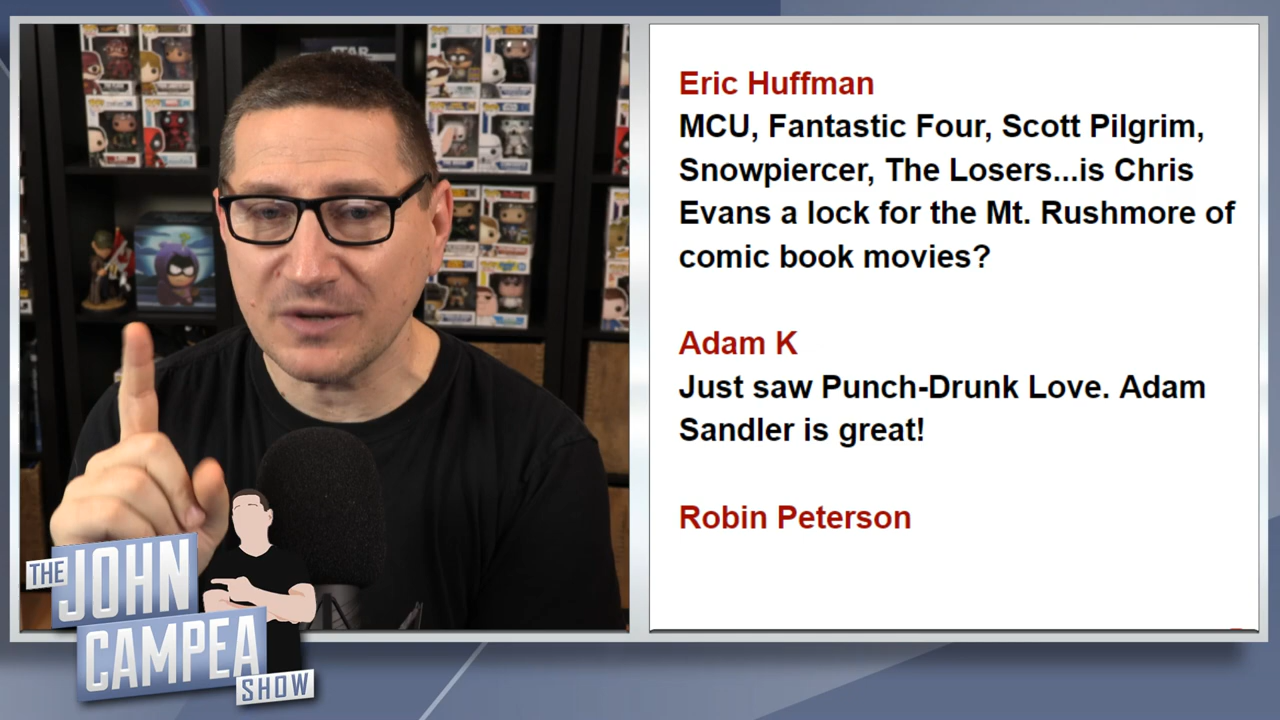 STAR
Eric Huffman
MCU, Fantastic Four, Scott Pilgrim,
Snowpiercer, The Losers...is Chris
Evans a lock for the Mt. Rushmore of
comic book movies?
Adam K
Just saw Punch-Drunk Love. Adam
Sandler is great!
Robin Peterson
THE
JOHN
CAMPEA
SHOW